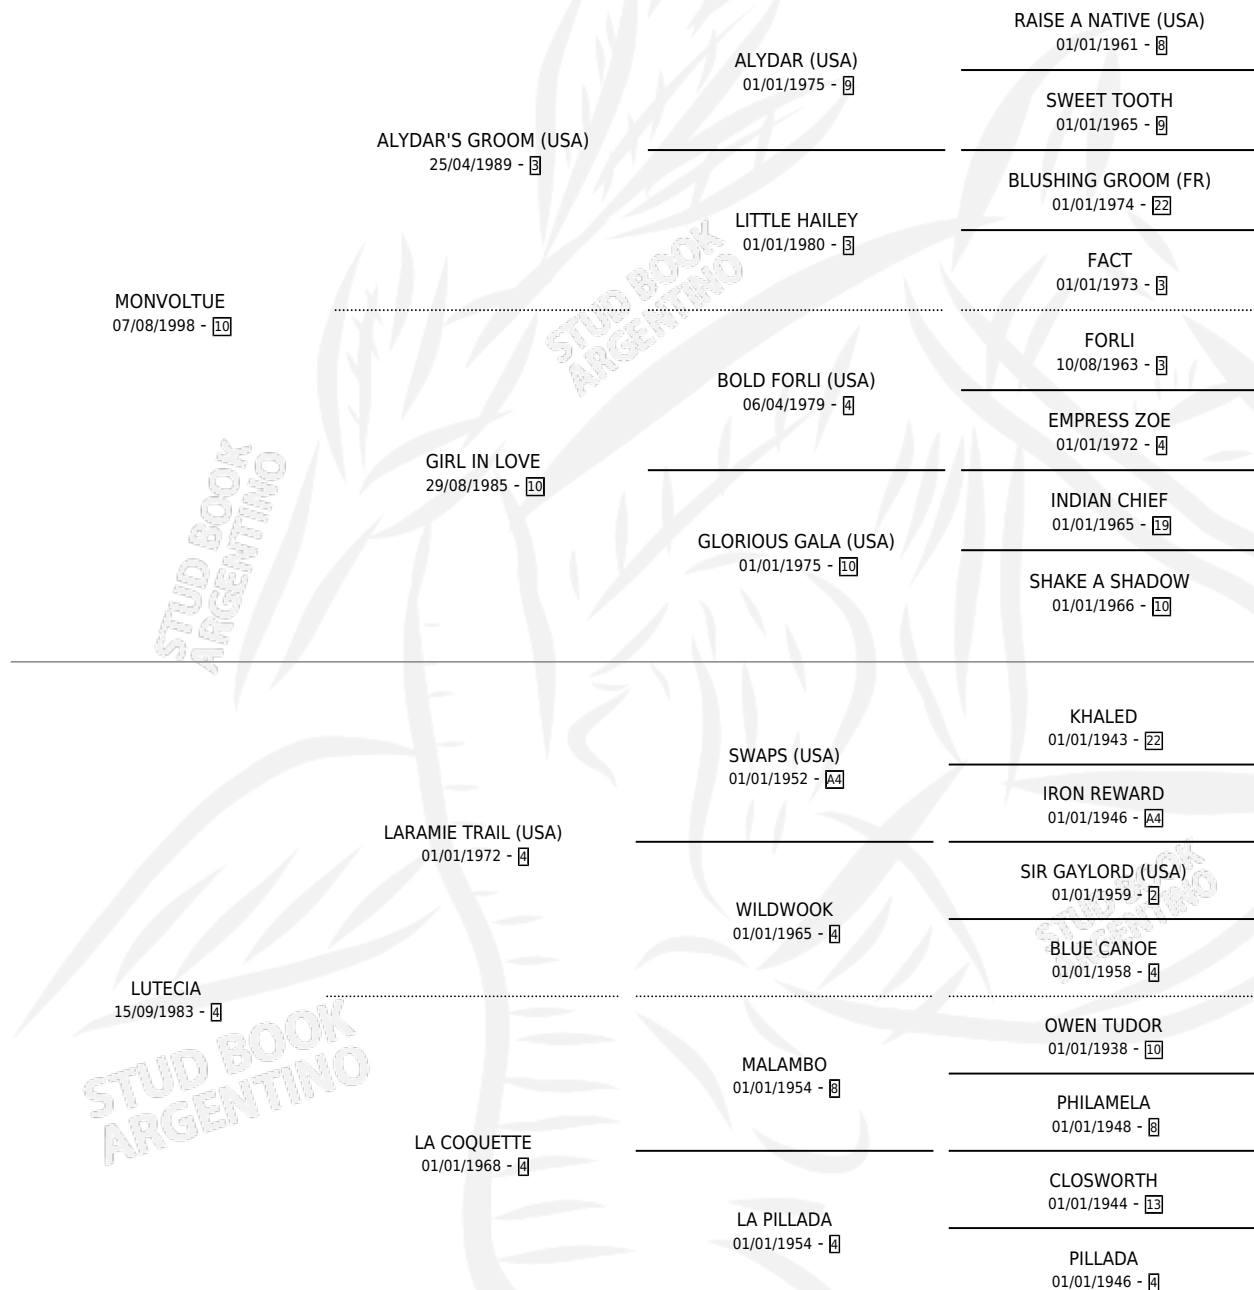 RAISE A NATIVE (USA)
01/01/1961 - 8
ALYDAR (USA)
01/01/1975 - 9
SWEET TOOTH
01/01/1965 - 9
ALYDAR'S GROOM (USA)
25/04/1989 - 3
BLUSHING GROOM (FR)
01/01/1974 - 22
LITTLE HAILEY
01/01/1980 - 3
FACT
01/01/1973 - 3
MONVOLTUE
07/08/1998 - 10
FORLI
10/08/1963 - 3
BOLD FORLI (USA)
06/04/1979 - 4
EMPRESS ZOE
01/01/1972 - 4
GIRL IN LOVE
29/08/1985 - 10
INDIAN CHIEF
01/01/1965 - 19
GLORIOUS GALA (USA)
01/01/1975 - 10
SHAKE A SHADOW
01/01/1966 - 10
STUD BOOK
ARGENTINO
STUD BOOK
ARGENTINO
KHALED
01/01/1943 - 22
SWAPS (USA)
01/01/1952 - A4
IRON REWARD
01/01/1946 - A4
LARAMIE TRAIL (USA)
01/01/1972 - 4
SIR GAYLORD (USA)
01/01/1959 - 2
WILDWOOK
01/01/1965 - 4
BLUE CANOE
01/01/1958 - 4
STUD BOOK
ARGENTINO
LUTECIA
15/09/1983 - 4
OWEN TUDOR
01/01/1938 - 10
MALAMBO
01/01/1954 - 8
PHILAMELA
01/01/1948 - 8
STUD BOOK
ARGENTINO
LA COQUETTE
01/01/1968 - 4
CLOSWORTH
01/01/1944 - 13
LA PILLADA
01/01/1954 - 4
PILLADA
01/01/1946 - 4